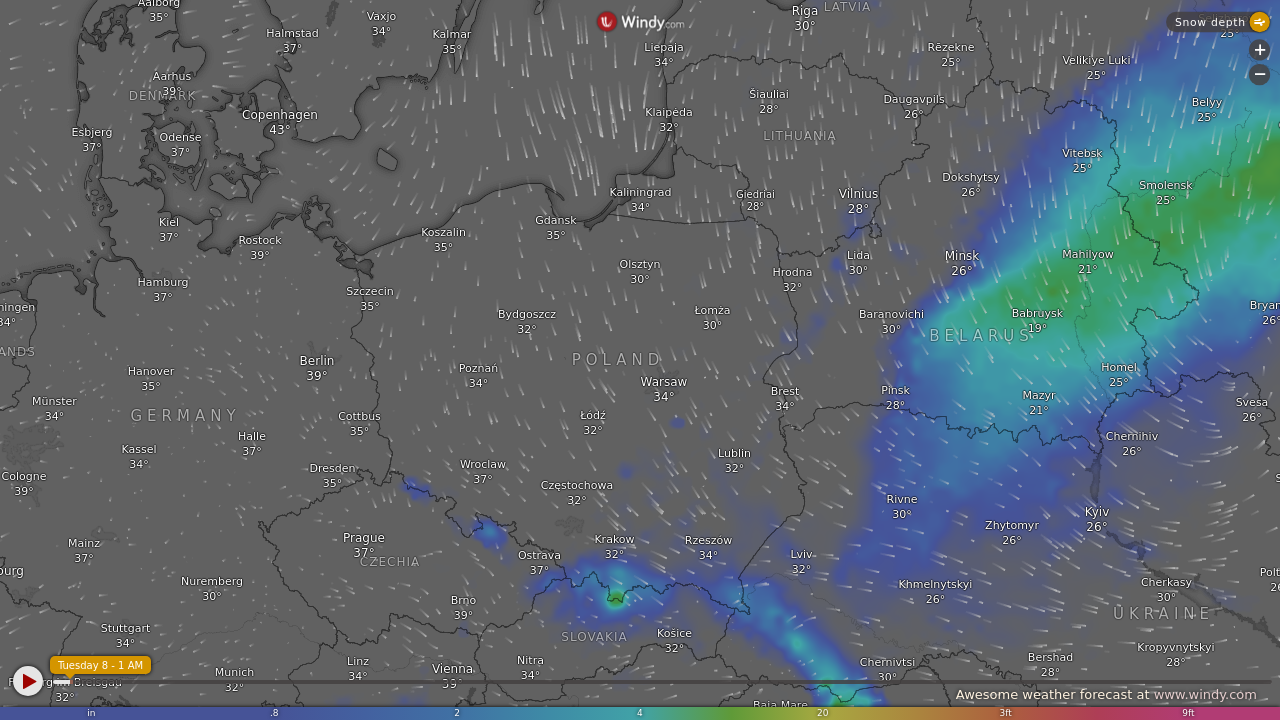 Aalborg
35°
Halmstad
37°
Vaxjo
34°
Kalmar
35°
Windy.com
Riga
30°
LATVIA
Snow depth
25°
Liepaja
34°
Rēzekne
25°
Velikiye Luki
25°
+
−
Aarhus
39°
DENMARK
Copenhagen
43°
Esbjerg
37°
Odense
37°
Klaipėda
32°
Šiauliai
28°
LITHUANIA
Daugavpils
26°
Belyy
25°
Vitebsk
25°
Dokshytsy
26°
Smolensk
25°
Kaliningrad
34°
Giedriai
28°
Vilnius
28°
Kiel
37°
Rostock
39°
Koszalin
35°
Gdansk
35°
Lida
30°
Minsk
26°
Mahilyow
21°
Hamburg
37°
Szczecin
35°
Olsztyn
30°
Hrodna
32°
ningen
34°
Bydgoszcz
32°
Łomża
30°
Baranovichi
30°
Babruysk
19°
Bryan
26°
BELARUS
ANDS
Hanover
35°
Berlin
39°
POLAND
Poznań
34°
Warsaw
34°
Brest
34°
Pinsk
28°
Homel
25°
Mazyr
21°
Svesa
26°
Münster
34°
GERMANY
Cottbus
35°
Łódź
32°
Kassel
34°
Halle
37°
Chernihiv
26°
Cologne
39°
Dresden
35°
Wroclaw
37°
Częstochowa
32°
Lublin
32°
Rivne
30°
Zhytomyr
26°
Kyiv
26°
Mainz
37°
Prague
37°
CZECHIA
Ostrava
37°
Krakow
32°
Rzeszow
34°
Lviv
32°
burg
Nuremberg
30°
Brno
39°
Khmelnytskyi
26°
Cherkasy
30°
Polt
UKRAINE
Stuttgart
34°
SLOVAKIA
Košice
32°
Tuesday 8 - 1 AM
Munich
32°
Linz
34°
Vienna
39°
Nitra
34°
Chernivtsi
30°
Bershad
28°
Kropyvnytskyi
28°
Breisgau
32°
Awesome weather forecast at www.windy.com
Baia Mare
in .8 2 4 20 3ft 9ft